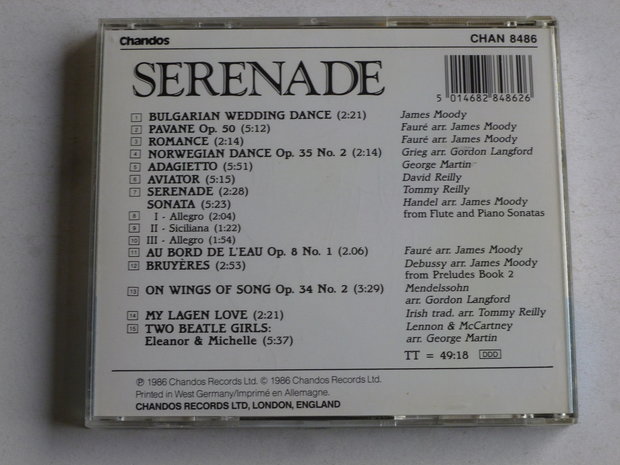 Chandos CHAN 8486
SERENADE
5 014682 848626
1 BULGARIAN WEDDING DANCE (2:21) James Moody
2 PAVANE Op. 50 (5:12) Fauré arr. James Moody
3 ROMANCE (2:14) Fauré arr. James Moody
4 NORWEGIAN DANCE Op. 35 No. 2 (2:14) Grieg arr. Gordon Langford
5 ADAGIETTO (5:51) George Martin
6 AVIATOR (5:15) David Reilly
7 SERENADE (2:28) Tommy Reilly
SONATA (5:23) Handel arr. James Moody
8 I - Allegro (2:04) from Flute and Piano Sonatas
9 II - Siciliana (1:22)
10 III - Allegro (1:54)
11 AU BORD DE L'EAU Op. 8 No. 1 (2.06) Fauré arr. James Moody
12 BRUYÈRES (2:53) Debussy arr. James Moody
from Preludes Book 2
13 ON WINGS OF SONG Op. 34 No. 2 (3:29) Mendelssohn
arr. Gordon Langford
14 MY LAGEN LOVE (2:21) Irish trad. arr. Tommy Reilly
15 TWO BEATLE GIRLS: Lennon & McCartney
Eleanor & Michelle (5:37) arr. George Martin
TT = 49:18 DDD
℗ 1986 Chandos Records Ltd. © 1986 Chandos Records Ltd.
Printed in West Germany/Imprimé en Allemagne.
CHANDOS RECORDS LTD, LONDON, ENGLAND